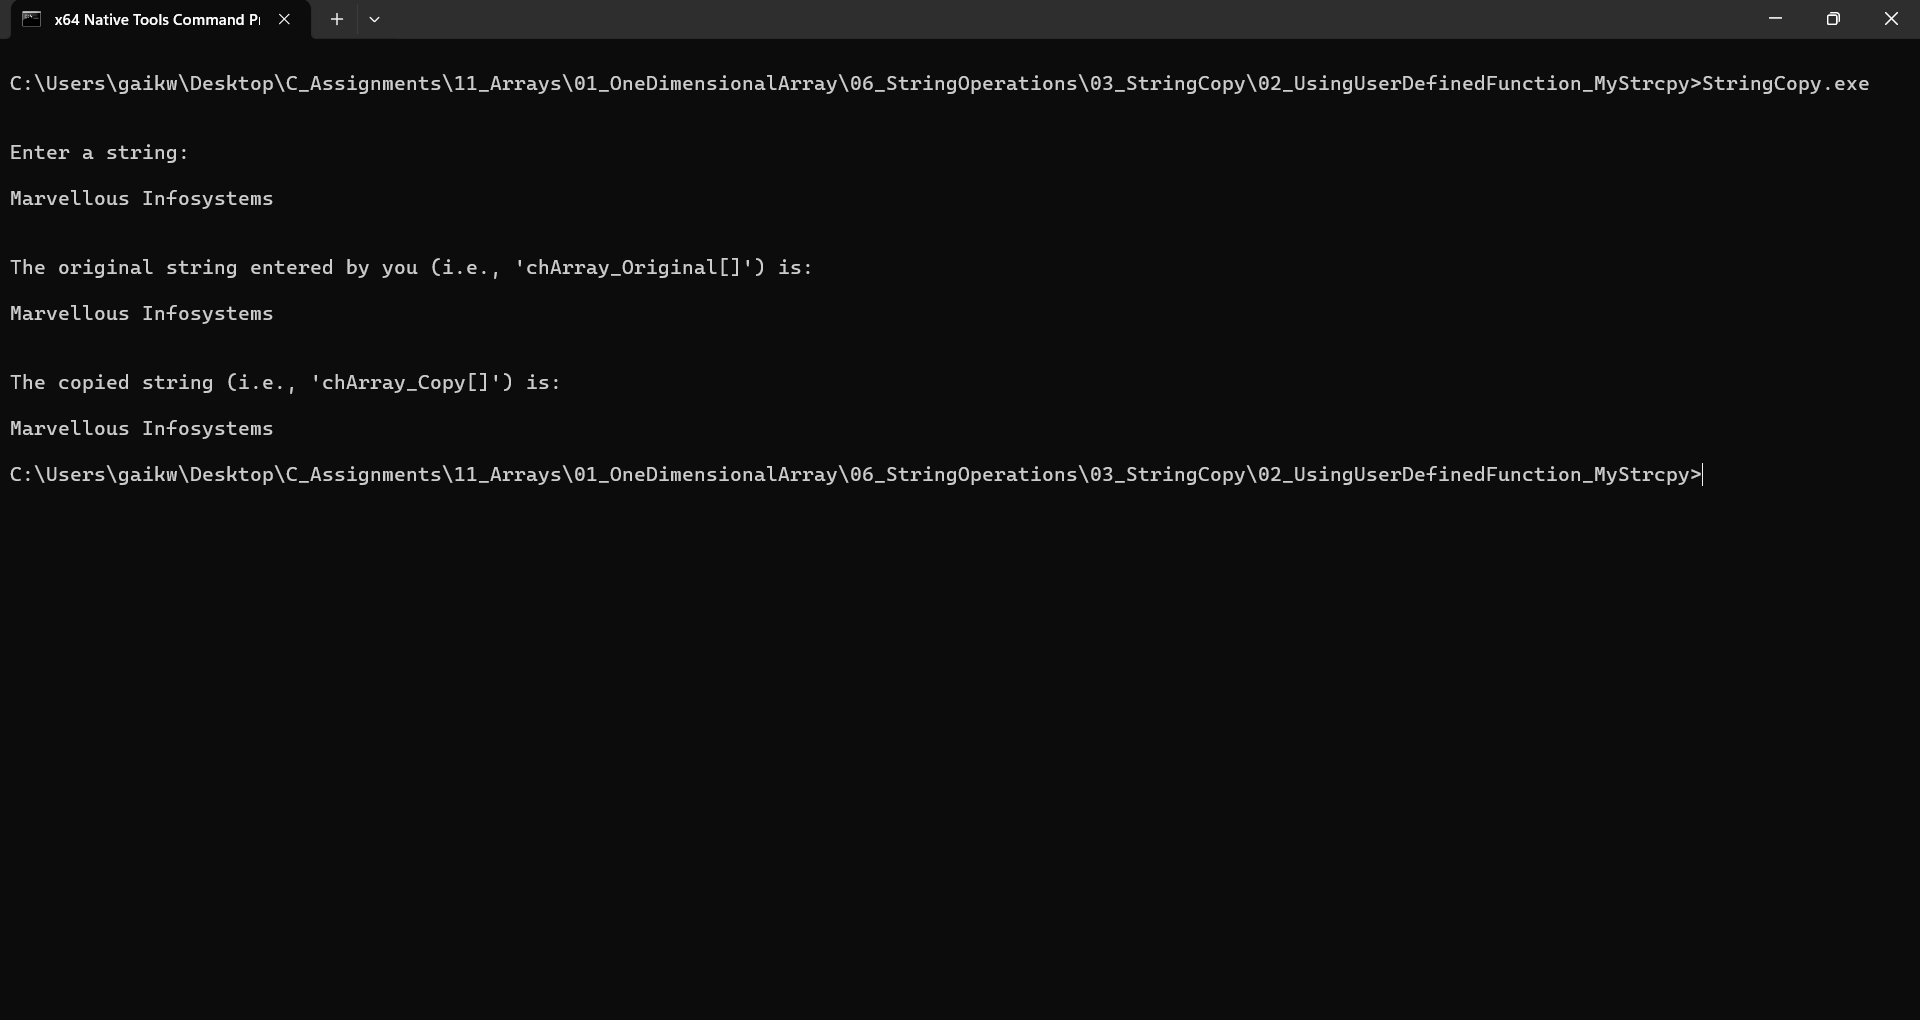 x64 Native Tools Command P
C:\Users\gaikw\Desktop\C_Assignments\11_Arrays\01_OneDimensionalArray\06_StringOperations\03_StringCopy\02_UsingUserDefinedFunction_MyStrcpy>StringCopy.exe
Enter a string:
Marvellous Infosystems
The original string entered by you (i.e., 'chArray_Original[]') is:
Marvellous Infosystems
The copied string (i.e., 'chArray_Copy[]') is:
Marvellous Infosystems
C:\Users\gaikw\Desktop\C_Assignments\11_Arrays\01_OneDimensionalArray\06_StringOperations\03_StringCopy\02_UsingUserDefinedFunction_MyStrcpy>